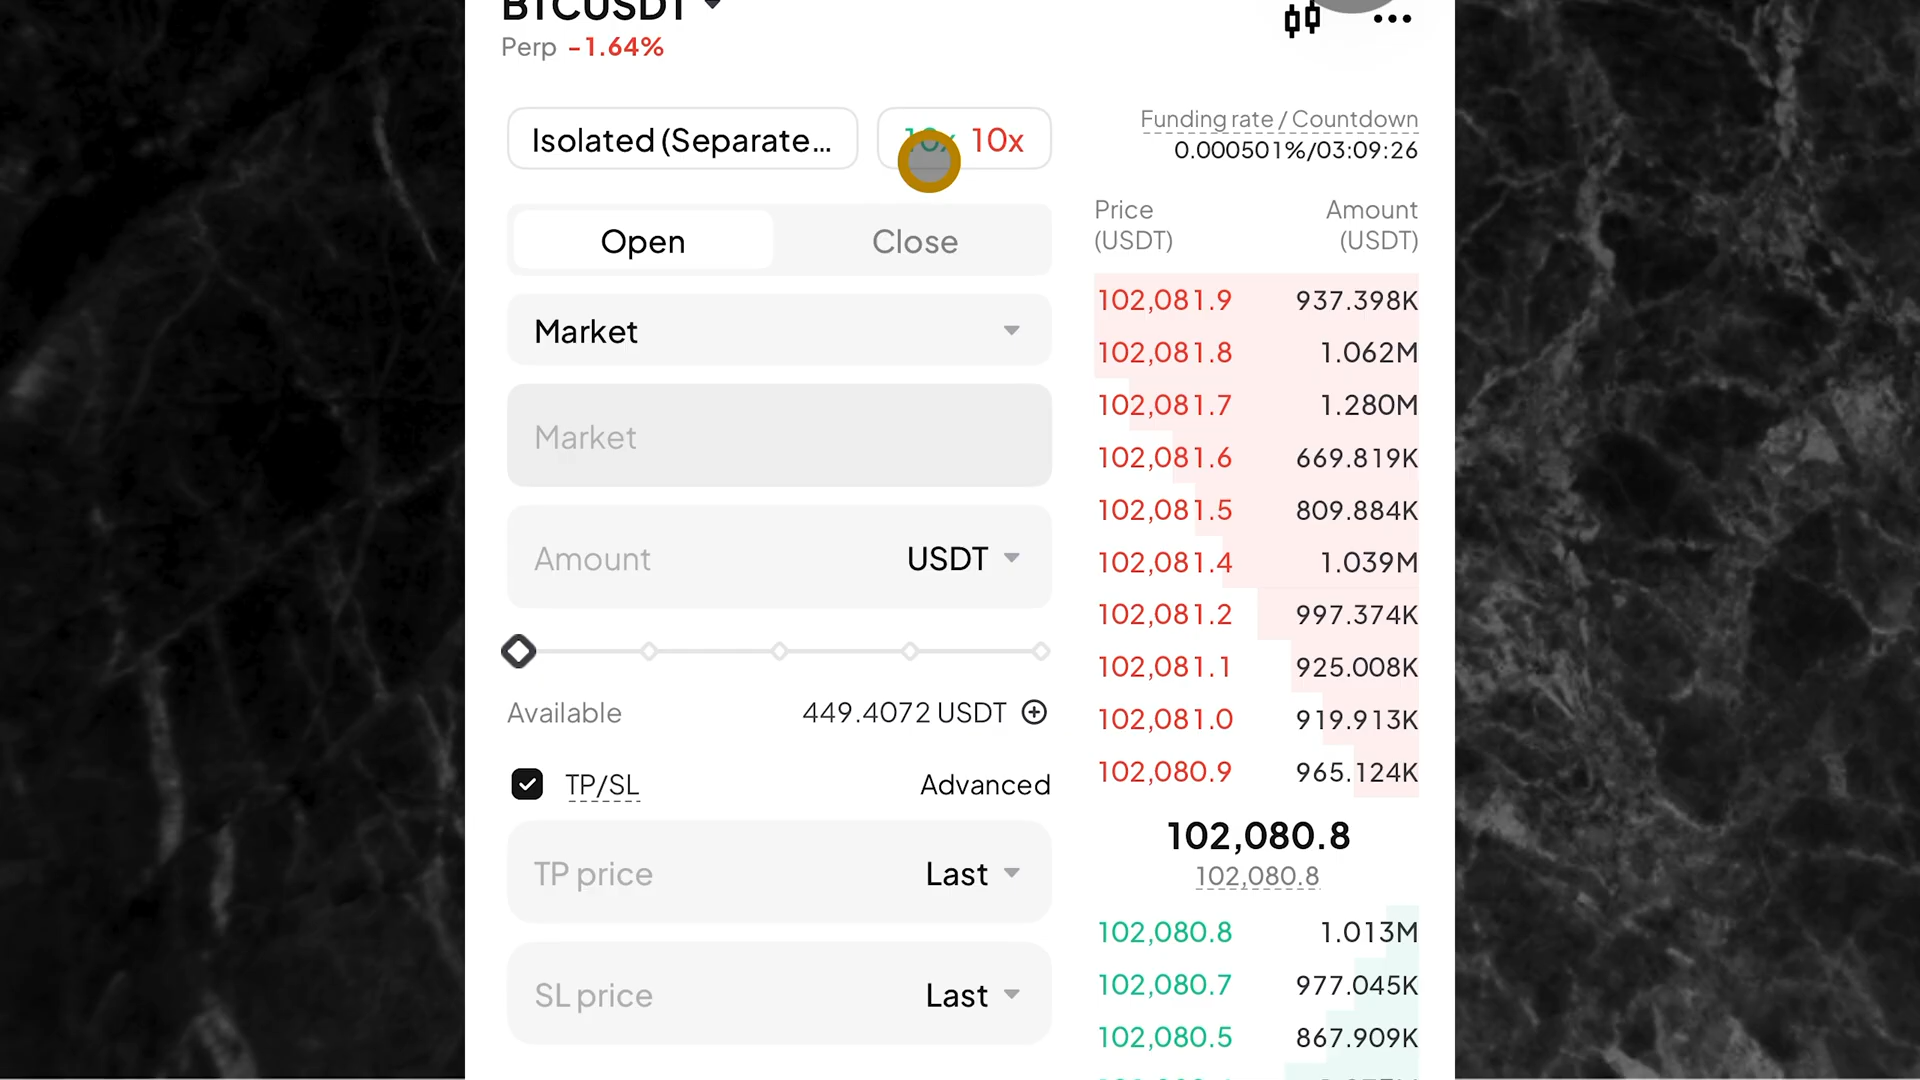 BTCUSDT
Perp -1.64%
Isolated (Separate... 10x 10x
Open Close
Market
Market
Amount USDT
Available 449.4072 USDT
TP/SL Advanced
TP price Last
SL price Last
Funding rate / Countdown
0.000501%/03:09:26
Price Amount
(USDT) (USDT)
102,081.9 937.398K
102,081.8 1.062M
102,081.7 1.280M
102,081.6 669.819K
102,081.5 809.884K
102,081.4 1.039M
102,081.2 997.374K
102,081.1 925.008K
102,081.0 919.913K
102,080.9 965.124K
102,080.8
102,080.8
102,080.8 1.013M
102,080.7 977.045K
102,080.5 867.909K